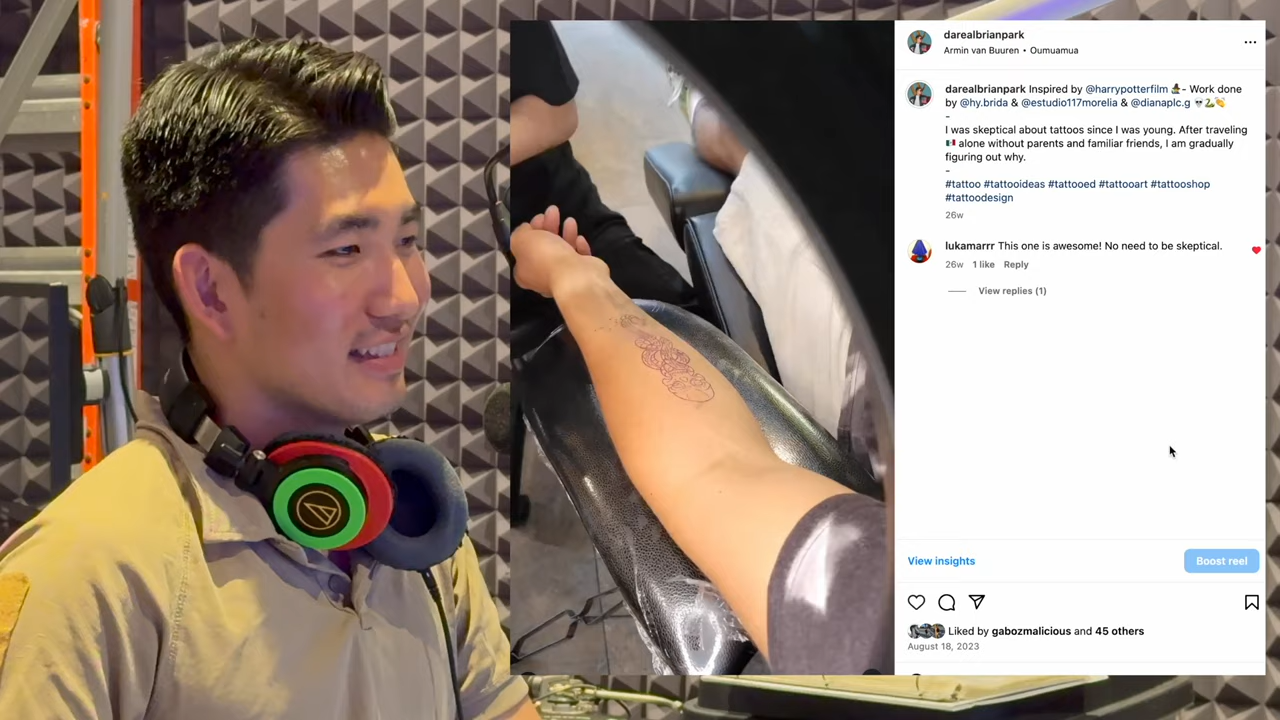 darealbrianpark
Armin van Buuren • Oumuamua
darealbrianpark Inspired by @harrypotterfilm 🧙‍♂️- Work done
by @hy.brida & @estudio117morelia & @dianaplc.g 💀🐍👏
-
I was skeptical about tattoos since I was young. After traveling
🇲🇽 alone without parents and familiar friends, I am gradually
figuring out why.
-
#tattoo #tattooideas #tattooed #tattooart #tattooshop
#tattoodesign
26w
lukamarrr This one is awesome! No need to be skeptical.
26w 1 like Reply
View replies (1)
View insights
Boost reel
Liked by gabozmalicious and 45 others
August 18, 2023